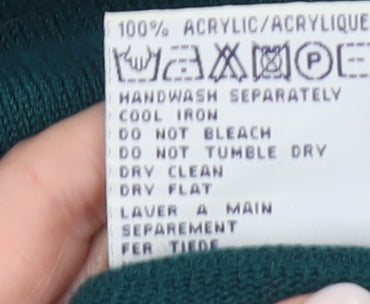 100% ACRYLIC/ACRYLIQUE
P
HANDWASH SEPARATELY
COOL IRON
DO NOT BLEACH
DO NOT TUMBLE DRY
DRY CLEAN
DRY FLAT
LAVER A MAIN
SEPAREMENT
FER TIEDE